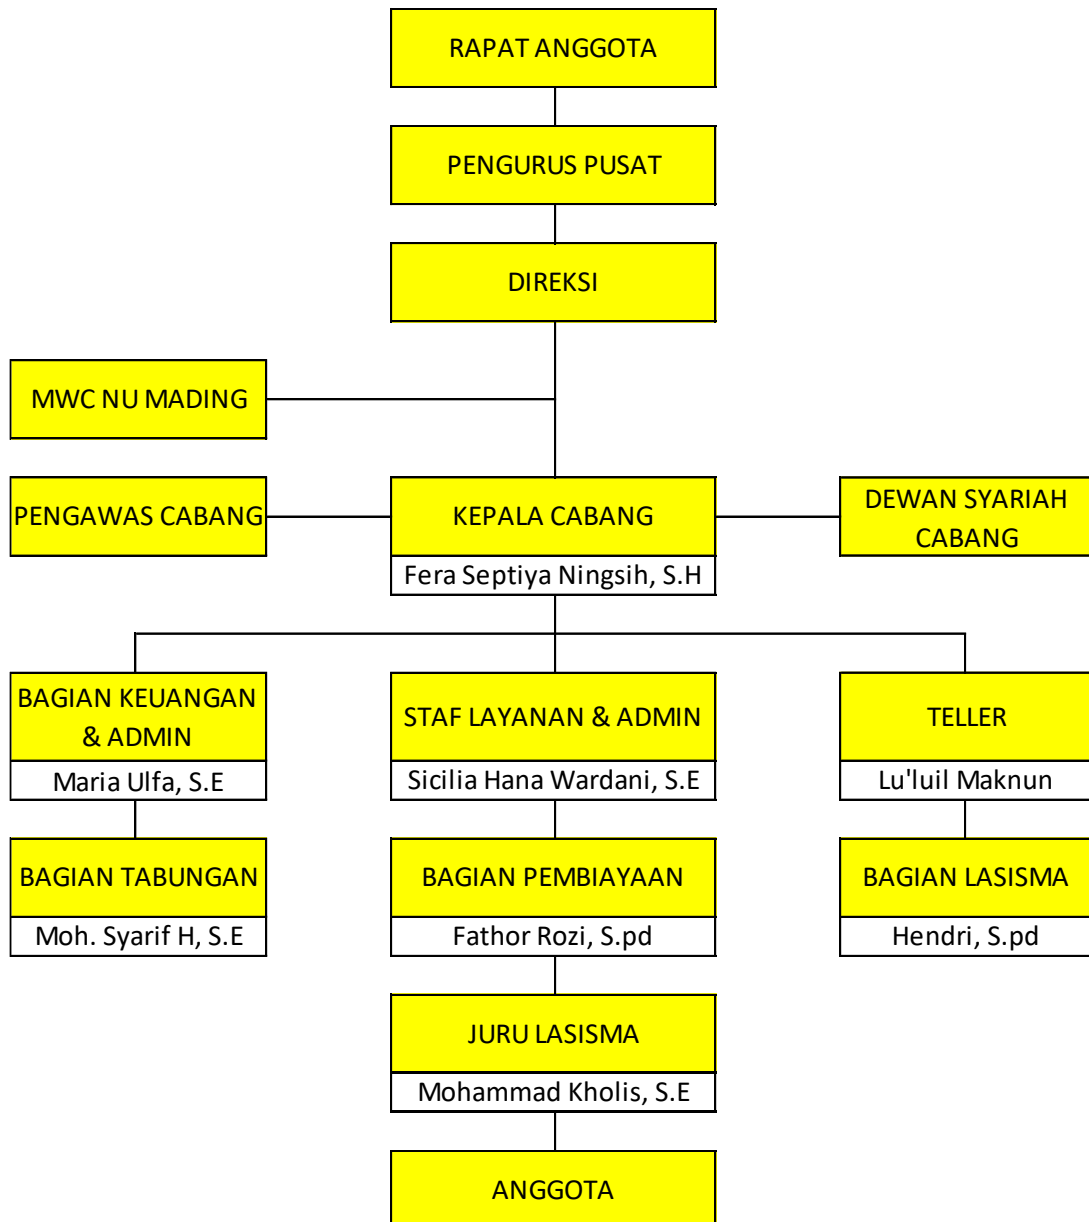 RAPAT ANGGOTA
PENGURUS PUSAT
DIREKSI
MWC NU MADING
PENGAWAS CABANG
KEPALA CABANG
Fera Septiya Ningsih, S.H
DEWAN SYARIAH
CABANG
BAGIAN KEUANGAN
& ADMIN
Maria Ulfa, S.E
STAF LAYANAN & ADMIN
Sicilia Hana Wardani, S.E
TELLER
Lu'luil Maknun
BAGIAN TABUNGAN
Moh. Syarif H, S.E
BAGIAN PEMBIAYAAN
Fathor Rozi, S.pd
BAGIAN LASISMA
Hendri, S.pd
JURU LASISMA
Mohammad Kholis, S.E
ANGGOTA